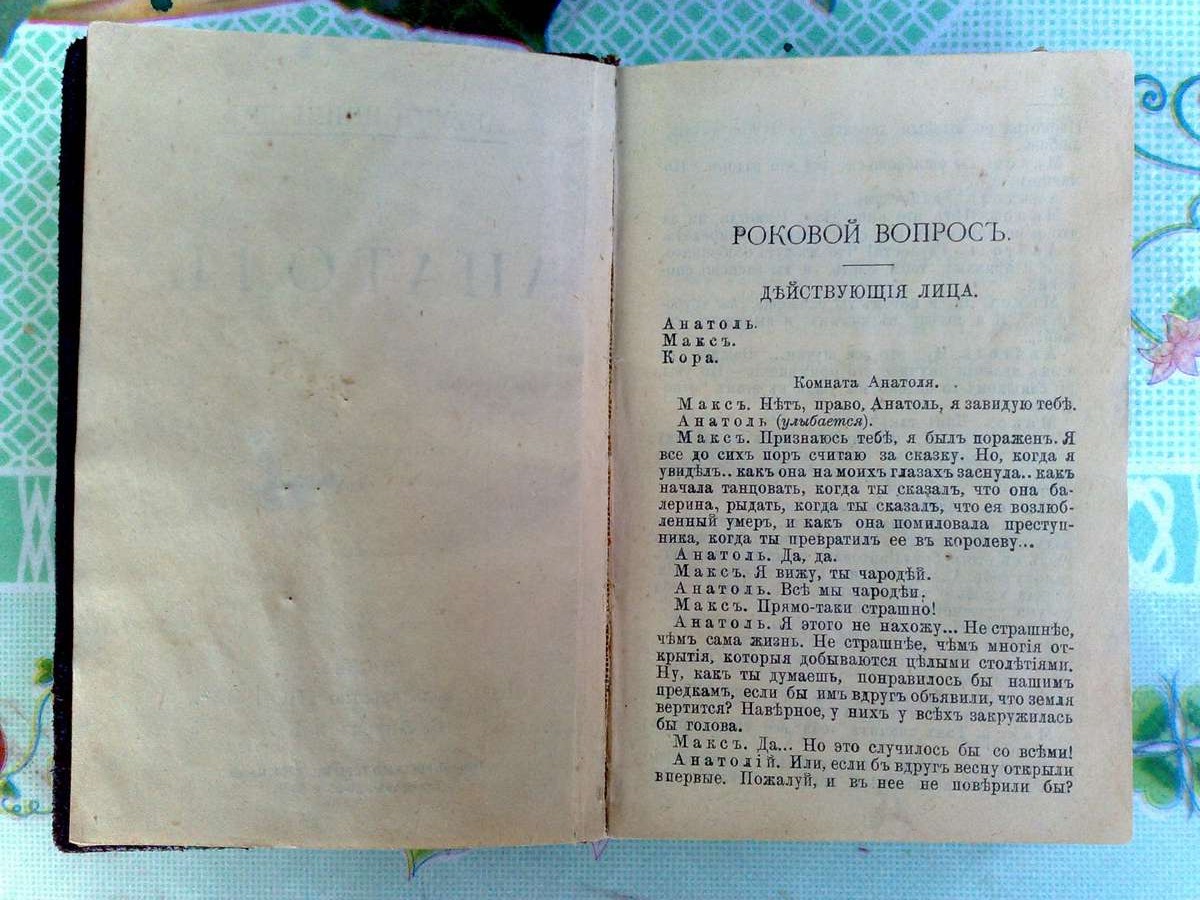 РОКОВОЙ ВОПРОСЪ.
ДѢЙСТВУЮЩІЯ ЛИЦА.
Анатоль.
Максъ.
Кора.
Комната Анатоля.
Максъ. Нѣтъ, право, Анатоль, я завидую тебѣ.
Анатоль (улыбается).
Максъ. Признаюсь тебѣ, я былъ пораженъ. Я
все до сихъ поръ считаю за сказку. Но, когда я
увидѣлъ.. какъ она на моихъ глазахъ заснула.. какъ
начала танцовать, когда ты сказалъ, что она ба-
лерина, рыдать, когда ты сказалъ, что ея возлюб-
ленный умеръ, и какъ она помиловала преступ-
ника, когда ты превратилъ ее въ королеву...
Анатоль. Да, да.
Максъ. Я вижу, ты чародѣй.
Анатоль. Всѣ мы чародѣи.
Максъ. Прямо-таки страшно!
Анатоль. Я этого не нахожу... Не страшнѣе,
чѣмъ сама жизнь. Не страшнѣе, чѣмъ многія от-
крытія, которыя добываются цѣлыми столѣтіями.
Ну, какъ ты думаешь, понравилось бы нашимъ
предкамъ, если бы имъ вдругъ объявили, что земля
вертится? Навѣрное, у нихъ у всѣхъ закружилась
бы голова.
Максъ. Да... Но это случилось бы со всѣми!
Анатолій. Или, если бъ вдругъ весну открыли
впервые. Пожалуй, и въ нее не повѣрили бы?
АНАТОЛЬ